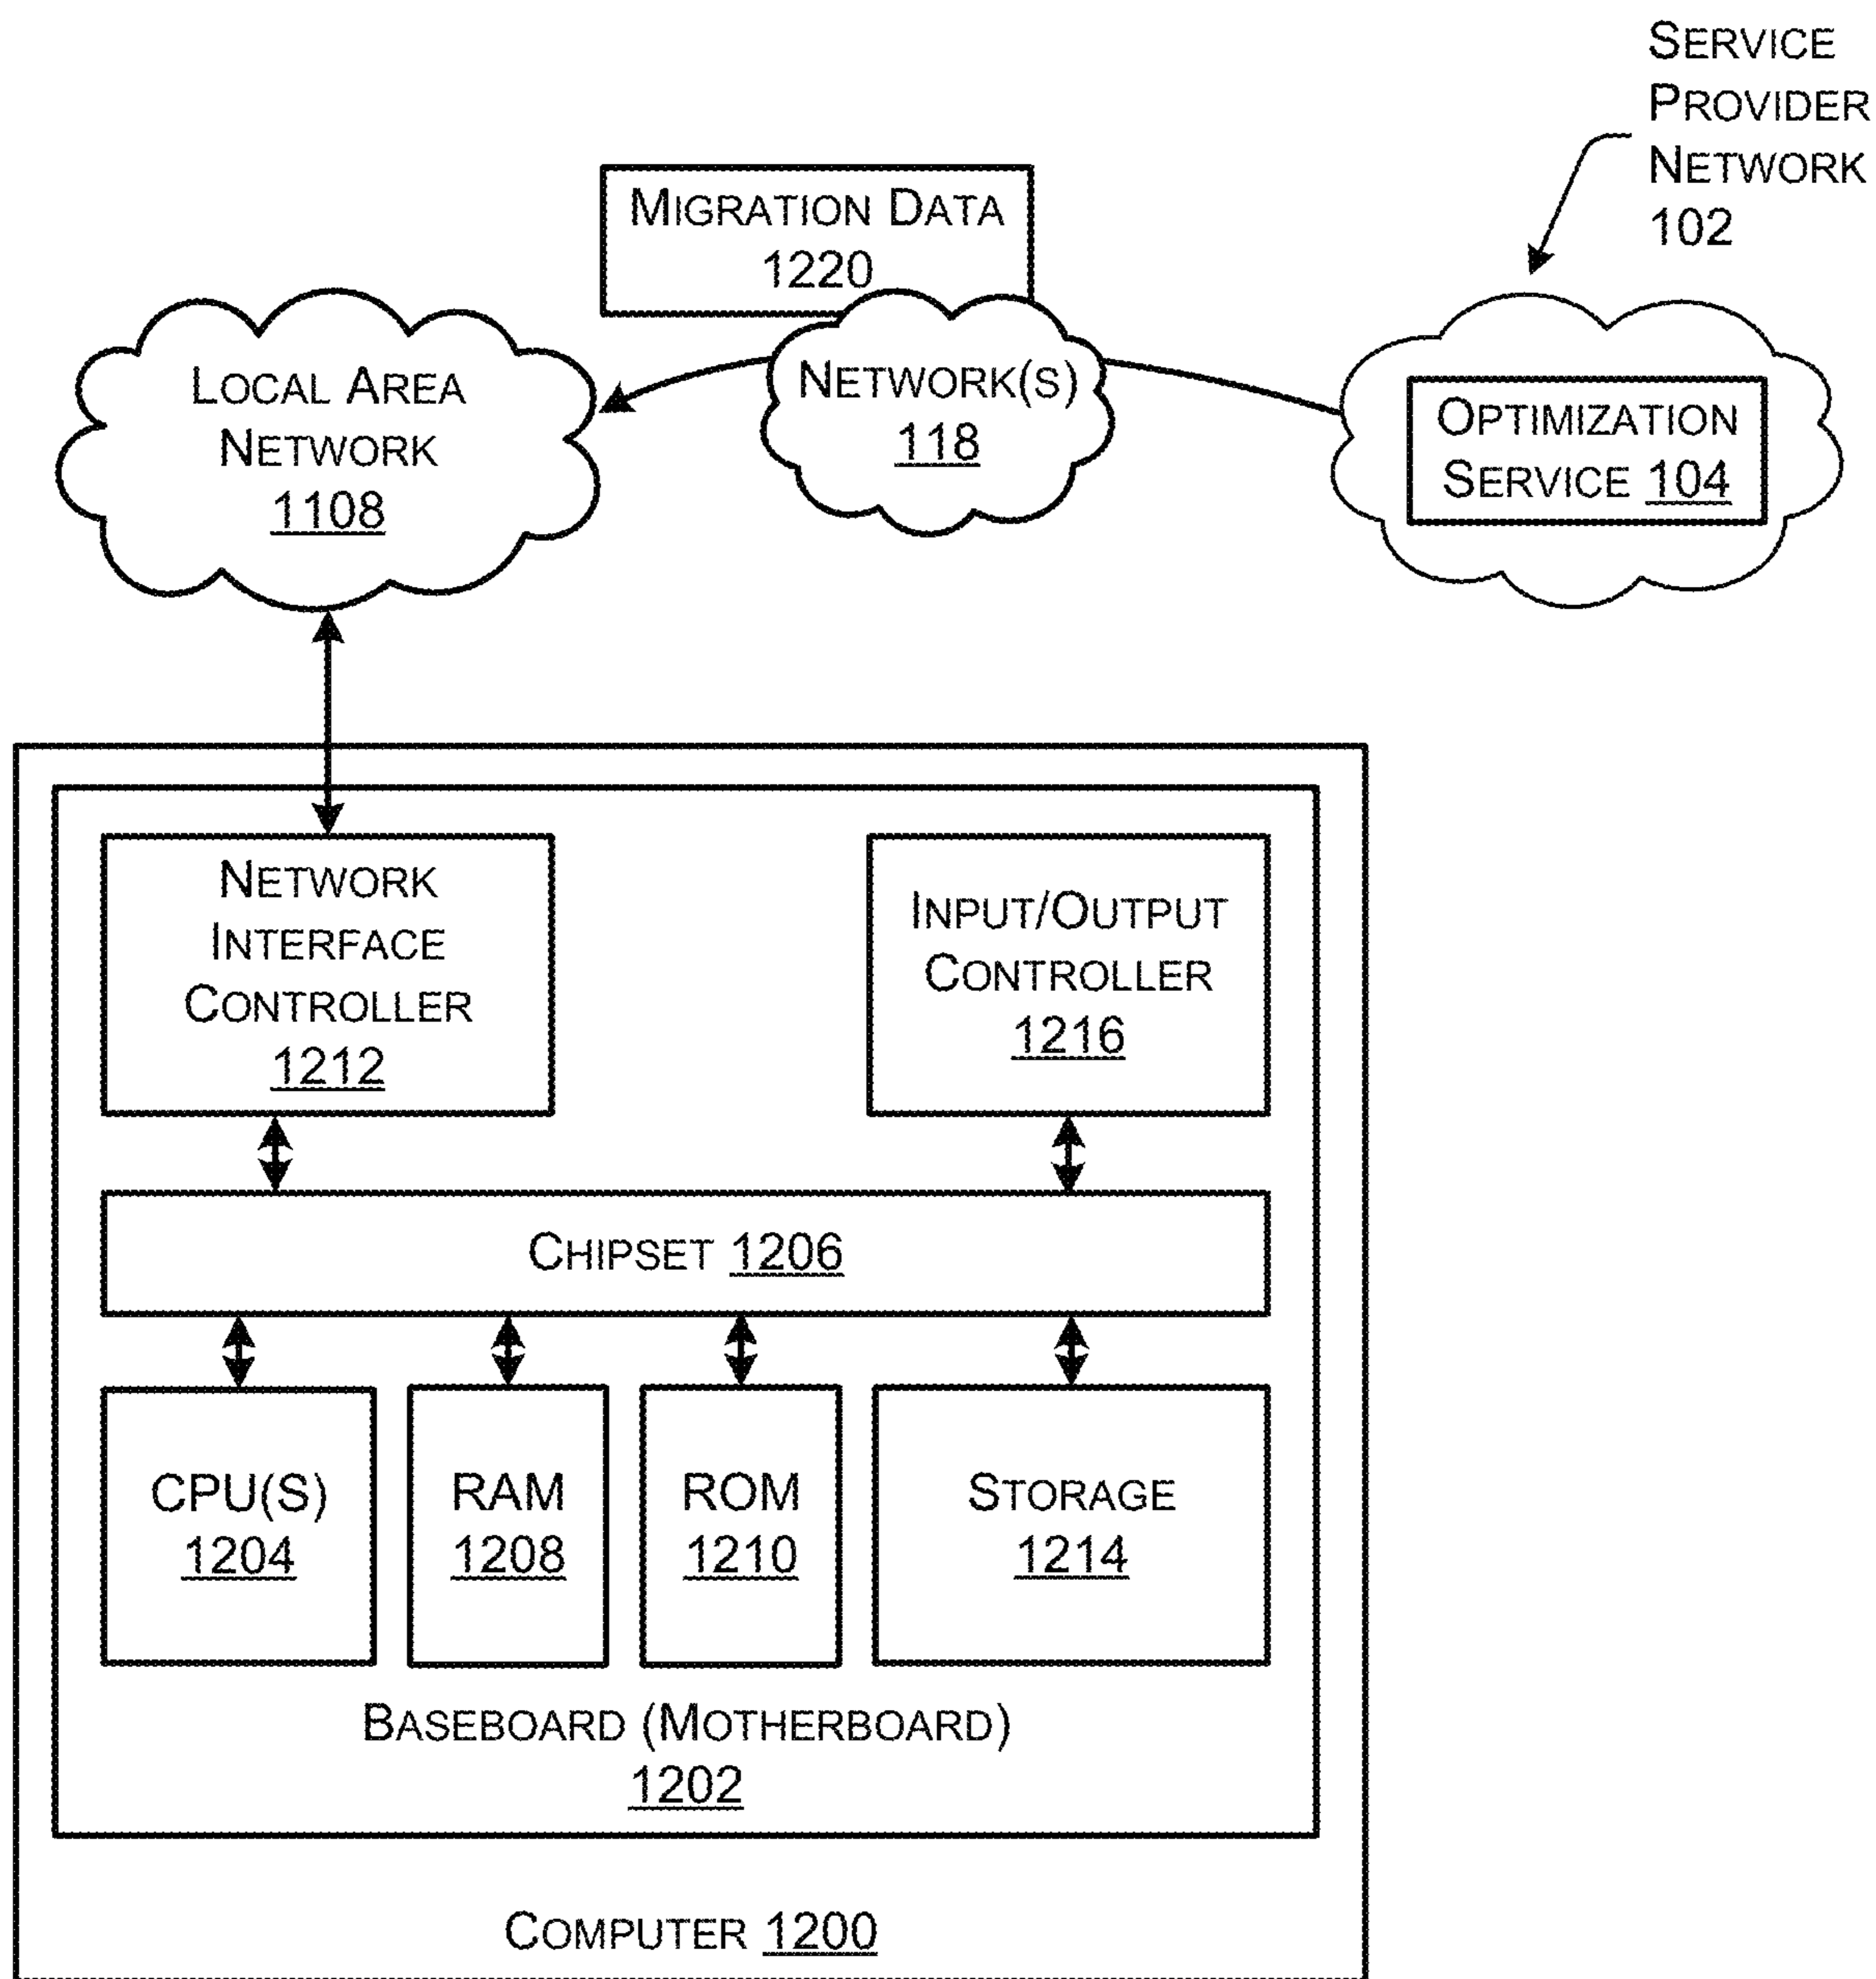 SERVICE
PROVIDER
NETWORK
102
MIGRATION DATA
1220
LOCAL AREA
NETWORK
1108
NETWORK(S)
118
OPTIMIZATION
SERVICE 104
NETWORK
INTERFACE
CONTROLLER
1212
INPUT/OUTPUT
CONTROLLER
1216
CHIPSET 1206
CPU(S)
1204
RAM
1208
ROM
1210
STORAGE
1214
BASEBOARD (MOTHERBOARD)
1202
COMPUTER 1200